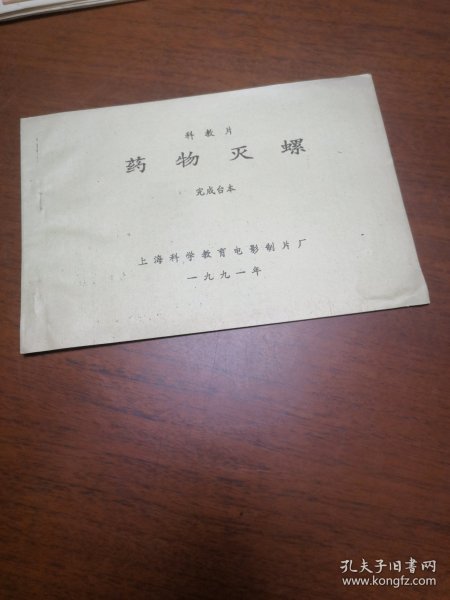 科教片
药物灭螺
完成台本
上海科学教育电影制片厂
一九九一年
孔夫子旧书网
www.kongfz.com